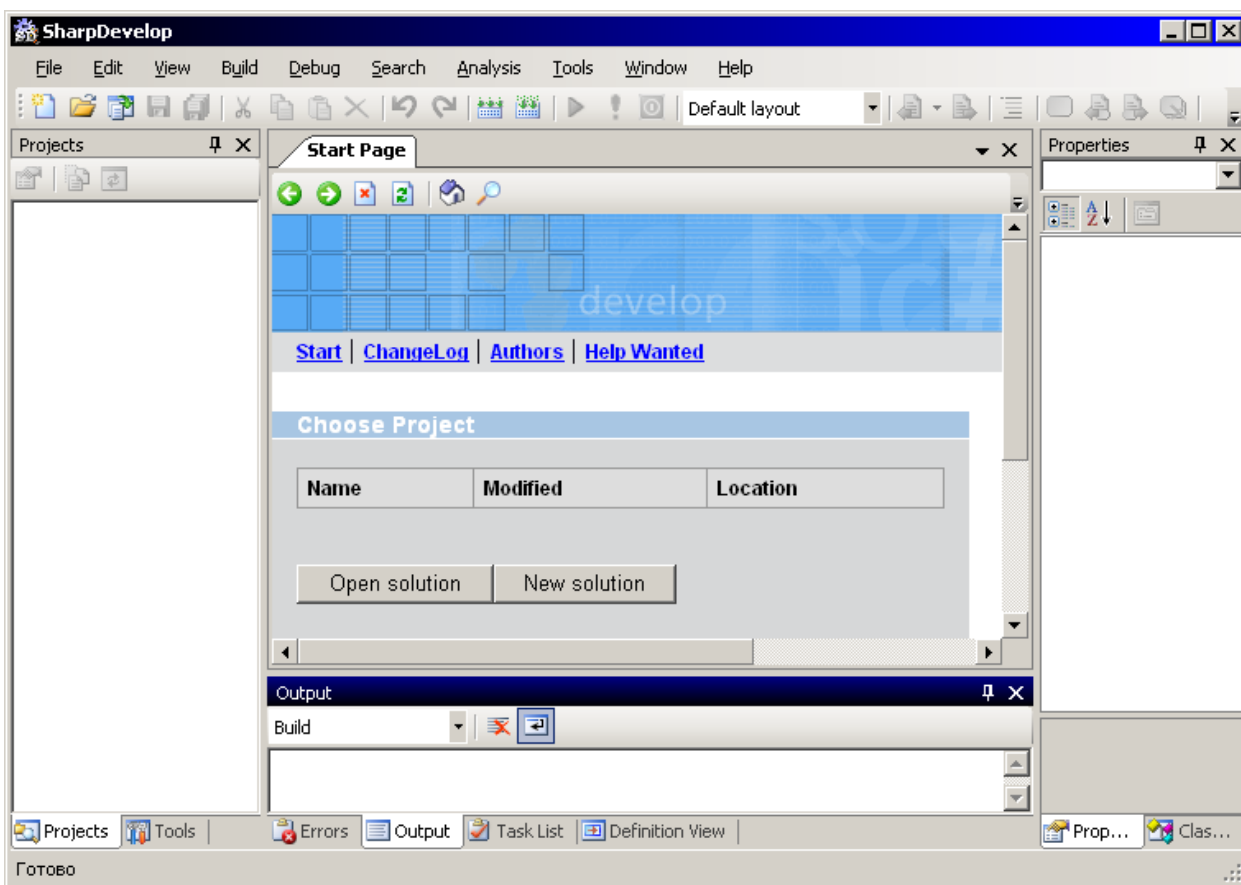 SharpDevelop
File Edit View Build Debug Search Analysis Tools Window Help
Default layout
Projects
Start Page
Properties
develop
Start | ChangeLog | Authors | Help Wanted
Choose Project
Name Modified Location
Open solution New solution
Output
Build
Projects Tools
Errors Output Task List Definition View
Prop... Clas...
Готово